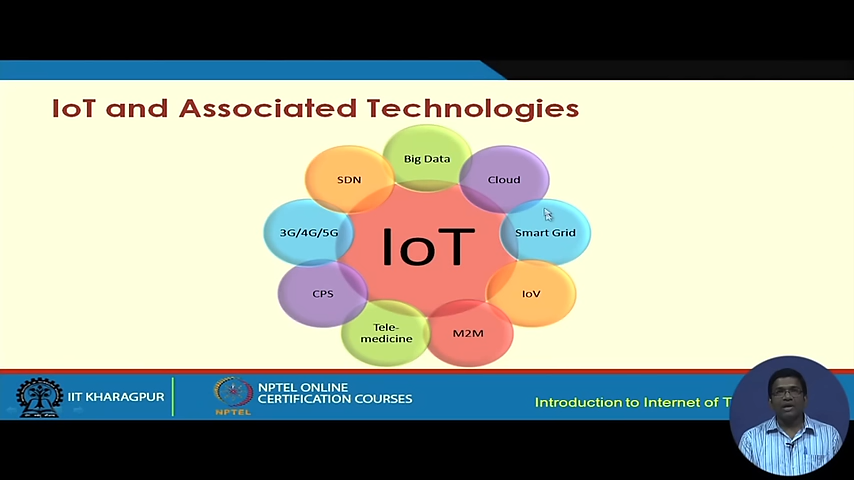 IoT and Associated Technologies
Big Data
SDN
Cloud
3G/4G/5G
IoT
Smart Grid
CPS
IoV
Tele-
medicine
M2M
IIT KHARAGPUR
NPTEL
NPTEL ONLINE
CERTIFICATION COURSES
Introduction to Internet of T